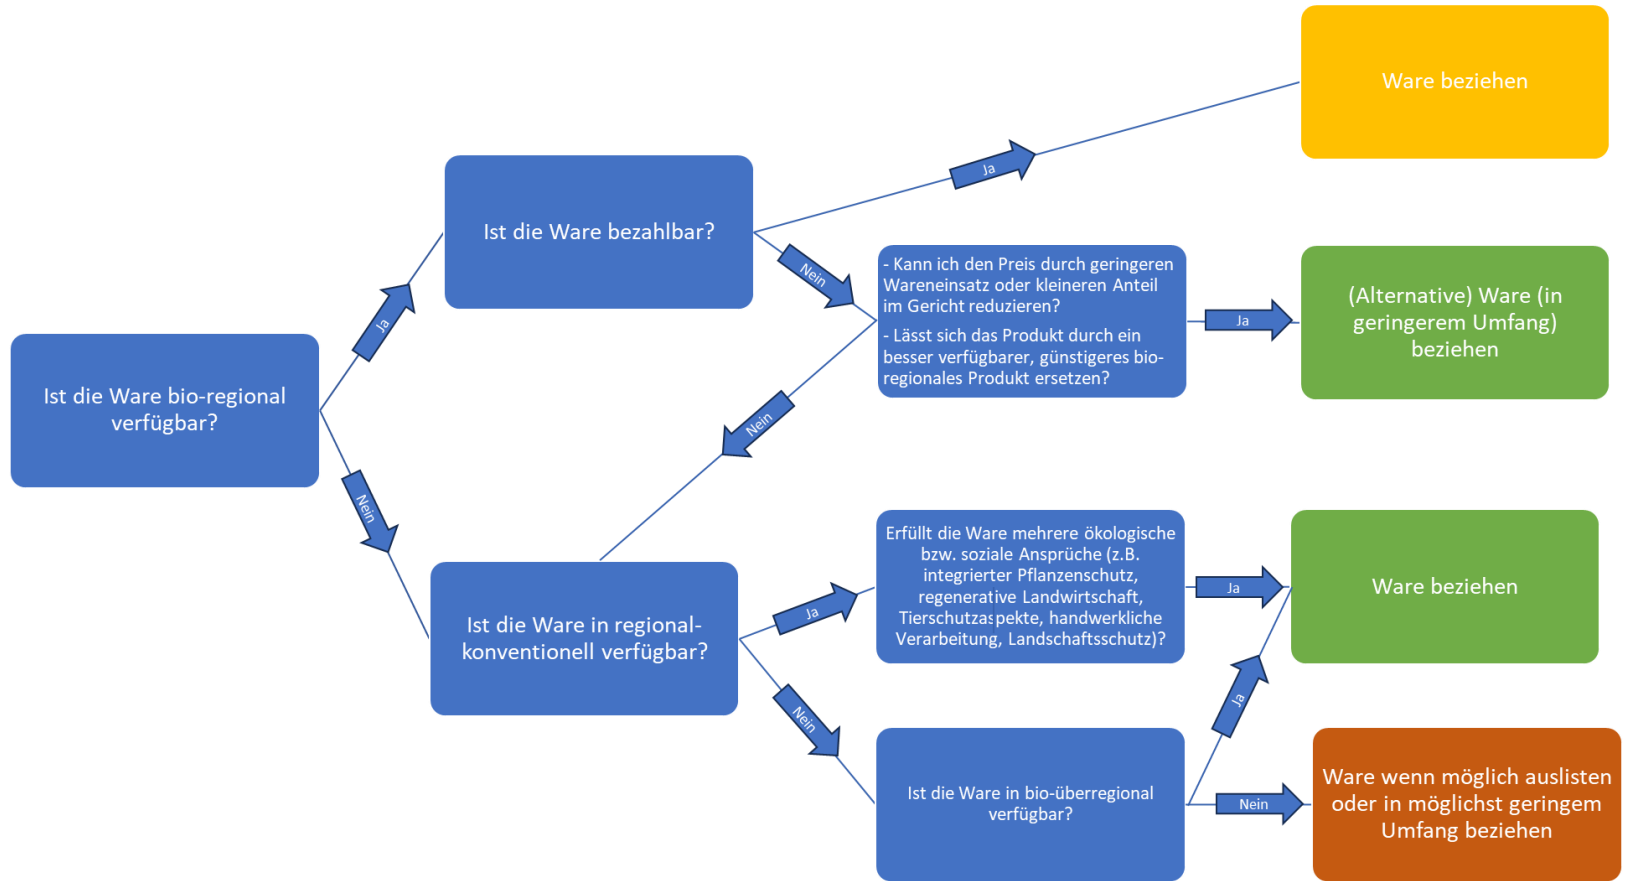 Ware beziehen
Ja
Ist die Ware bezahlbar?
Nein
- Kann ich den Preis durch geringeren
Wareneinsatz oder kleineren Anteil
im Gericht reduzieren?
- Lässt sich das Produkt durch ein
besser verfügbarer, günstigeres bio-
regionales Produkt ersetzen?
Ja
(Alternative) Ware (in
geringerem Umfang)
beziehen
Ja
Ist die Ware bio-regional
verfügbar?
Nein
Nein
Ist die Ware in regional-
konventionell verfügbar?
Ja
Erfüllt die Ware mehrere ökologische
bzw. soziale Ansprüche (z.B.
integrierter Pflanzenschutz,
regenerative Landwirtschaft,
Tierschutzaspekte, handwerkliche
Verarbeitung, Landschaftsschutz)?
Ja
Ware beziehen
Nein
Ja
Ist die Ware in bio-überregional
verfügbar?
Nein
Ware wenn möglich auslisten
oder in möglichst geringem
Umfang beziehen